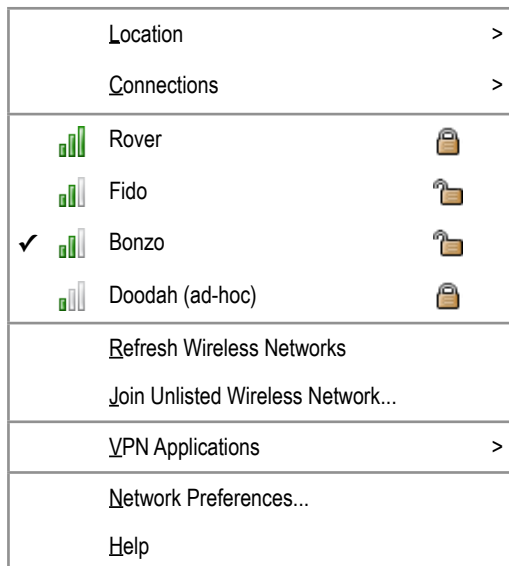 Location >
Connections >
Rover
Fido
✓ Bonzo
Doodah (ad-hoc)
Refresh Wireless Networks
Join Unlisted Wireless Network...
VPN Applications >
Network Preferences...
Help